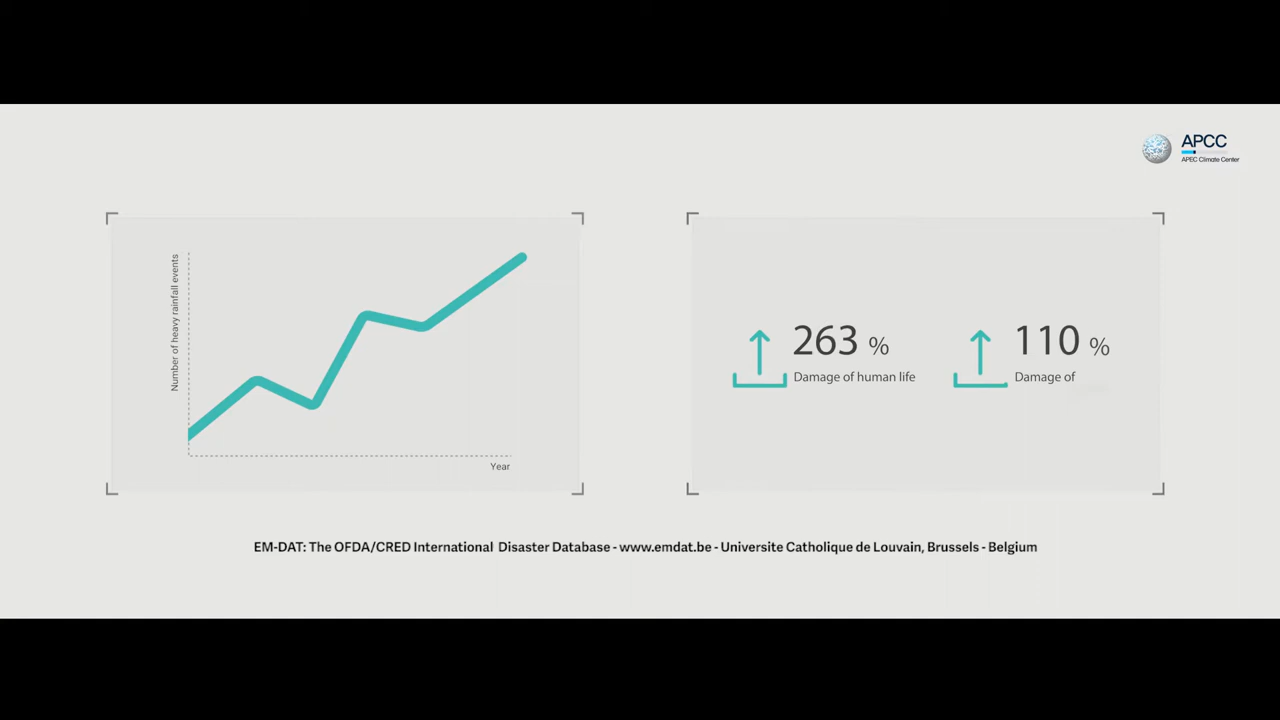 APCC
APEC Climate Center
Number of heavy rainfall events
Year
263 %
Damage of human life
110 %
Damage of
EM-DAT: The OFDA/CRED International Disaster Database - www.emdat.be - Universite Catholique de Louvain, Brussels - Belgium